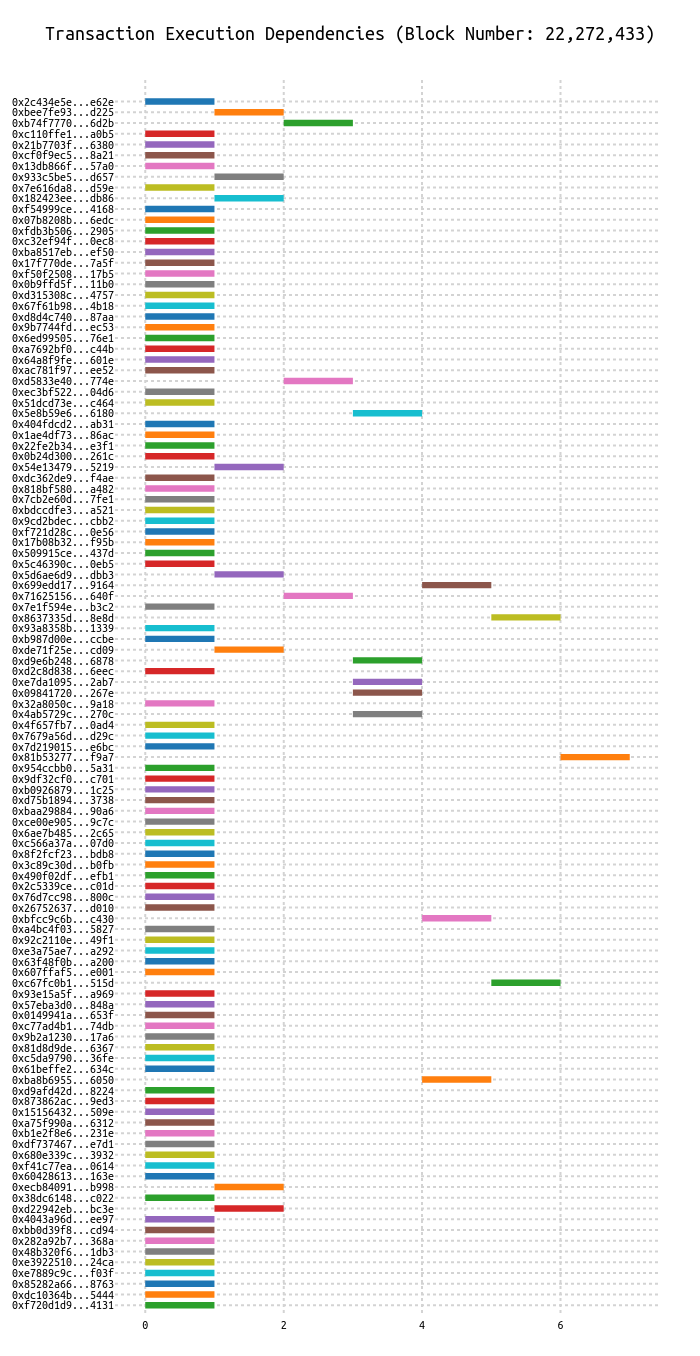 Transaction Execution Dependencies (Block Number: 22,272,433)
0x2c434e5e...e62e
0xbee7fe93...d225
0xb74f7770...6d2b
0xc110ffe1...a0b5
0x21b7703f...6380
0xcf0f9ec5...8a21
0x13db866f...57a0
0x933c5be5...d657
0x7e616da8...d59e
0x182423ee...db86
0xf54999ce...4168
0x07b8208b...6edc
0xfdb3b506...2905
0xc32ef94f...0ec8
0xba8517eb...ef50
0x17f770de...7a5f
0xf50f2508...17b5
0x0b9ffd5f...11b0
0xd315308c...4757
0x67f61b98...4b18
0xd8d4c740...87aa
0x9b7744fd...ec53
0x6ed99505...76e1
0xa7692bf0...c44b
0x64a8f9fe...601e
0xac781f97...ee52
0xd5833e40...774e
0xec3bf522...04d6
0x51dcd73e...c464
0x5e8b59e6...6180
0x404fdcd2...ab31
0x1ae4df73...86ac
0x22fe2b34...e3f1
0x0b24d300...261c
0x54e13479...5219
0xdc362de9...f4ae
0x818bf580...a482
0x7cb2e60d...7fe1
0xbdccdfe3...a521
0x9cd2bdec...cbb2
0xf721d28c...0e56
0x17b08b32...f95b
0x509915ce...437d
0x5c46390c...0eb5
0x5d6ae6d9...dbb3
0x699edd17...9164
0x71625156...640f
0x7e1f594e...b3c2
0x8637335d...8e8d
0x93a8358b...1339
0xb987d00e...ccbe
0xde71f25e...cd09
0xd9e6b248...6878
0xd2c8d838...6eec
0xe7da1095...2ab7
0x09841720...267e
0x32a8050c...9a18
0x4ab5729c...270c
0x4f657fb7...0ad4
0x7679a56d...d29c
0x7d219015...e6bc
0x81b53277...f9a7
0x954ccbb0...5a31
0x9df32cf0...c701
0xb0926879...1c25
0xd75b1894...3738
0xbaa29884...90a6
0xce00e905...9c7c
0x6ae7b485...2c65
0xc566a37a...07d0
0x8f2fcf23...bdb8
0x3c89c30d...b0fb
0x490f02df...efb1
0x2c5339ce...c01d
0x76d7cc98...800c
0x26752637...d010
0xbfcc9c6b...c430
0xa4bc4f03...5827
0x92c2110e...49f1
0xe3a75ae7...a292
0x63f48f0b...a200
0x607ffaf5...e001
0xc67fc0b1...515d
0x93e15a5f...a969
0x57eba3d0...848a
0x0149941a...653f
0xc77ad4b1...74db
0x9b2a1230...17a6
0x81d8d9de...6367
0xc5da9790...36fe
0x61beffe2...634c
0xba8b6955...6050
0xd9afd42d...8224
0x873862ac...9ed3
0x15156432...509e
0xa75f990a...6312
0xb1e2f8e6...231e
0xdf737467...e7d1
0x680e339c...3932
0xf41c77ea...0614
0x60428613...163e
0xecb84091...b998
0x38dc6148...c022
0xd22942eb...bc3e
0x4043a96d...ee97
0xbb0d39f8...cd94
0x282a92b7...368a
0x48b320f6...1db3
0xe3922510...24ca
0xe7889c9c...f03f
0x85282a66...8763
0xdc10364b...5444
0xf720d1d9...4131
0 2 4 6